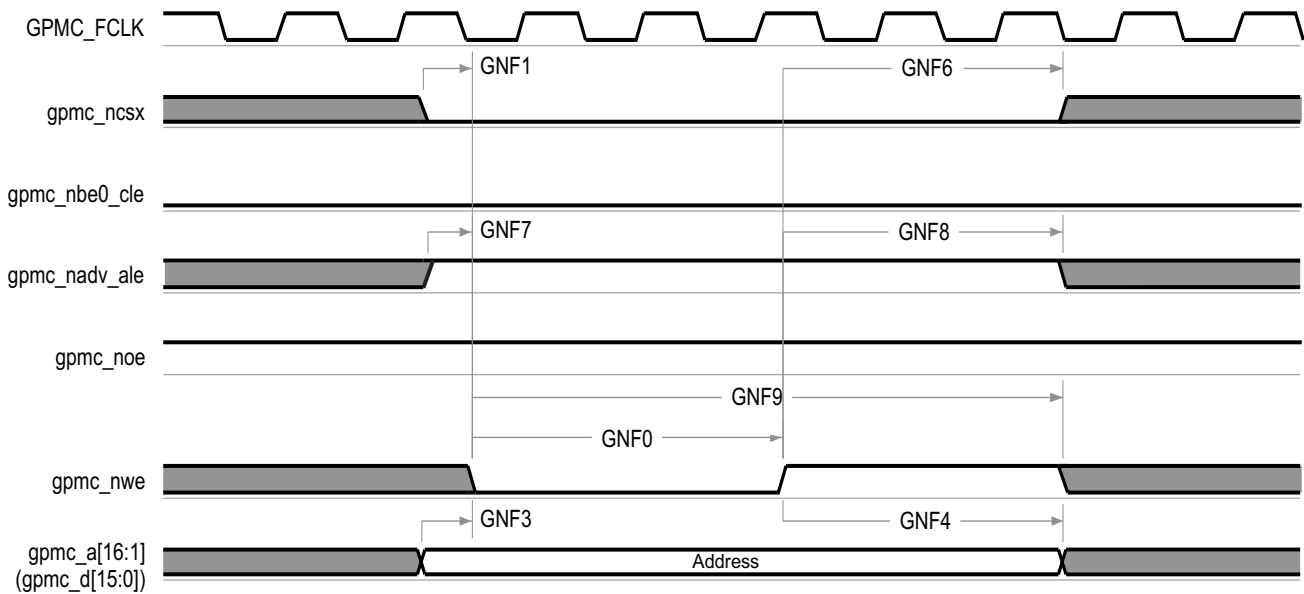 GPMC_FCLK
GNF1
GNF6
gpmc_ncsx
gpmc_nbe0_cle
GNF7
GNF8
gpmc_nadv_ale
gpmc_noe
GNF9
GNF0
gpmc_nwe
GNF3
GNF4
gpmc_a[16:1]
(gpmc_d[15:0])
Address